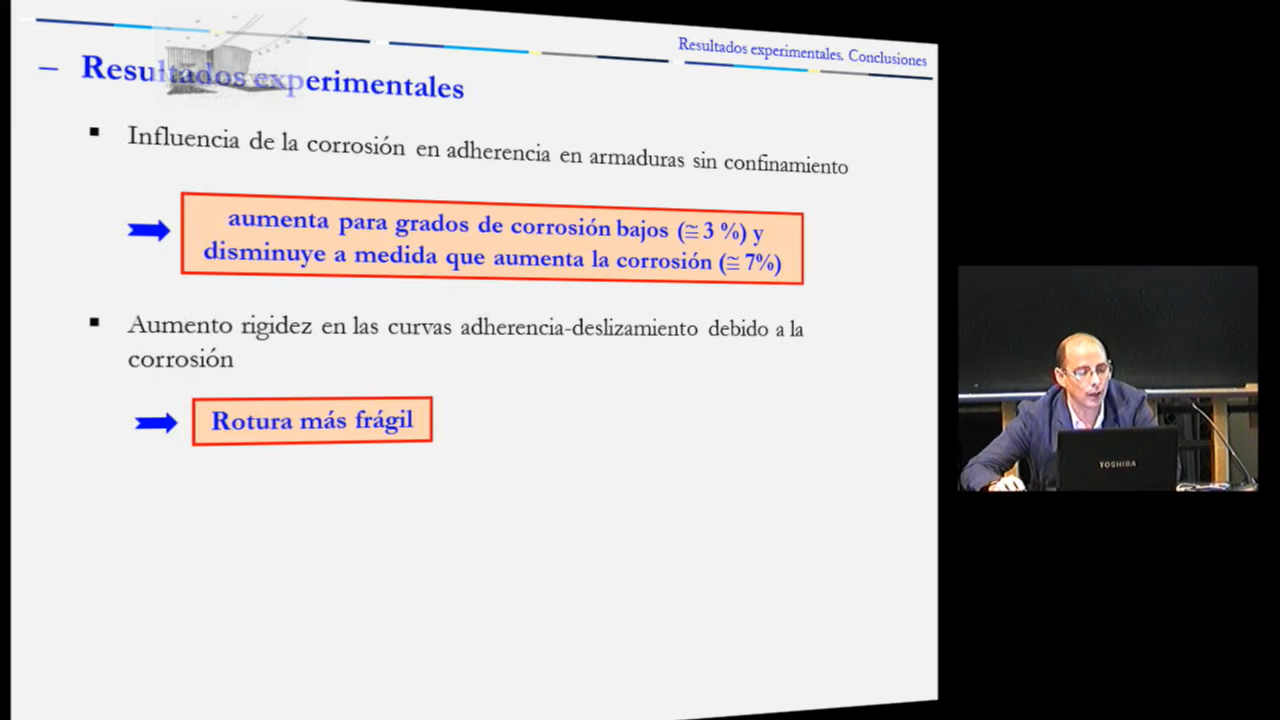 Resultados experimentales. Conclusiones
– Resultados experimentales
▪ Influencia de la corrosión en adherencia en armaduras sin confinamiento
aumenta para grados de corrosión bajos (≅ 3 %) y
disminuye a medida que aumenta la corrosión (≅ 7%)
▪ Aumento rigidez en las curvas adherencia-deslizamiento debido a la
corrosión
Rotura más frágil
TOSHIBA